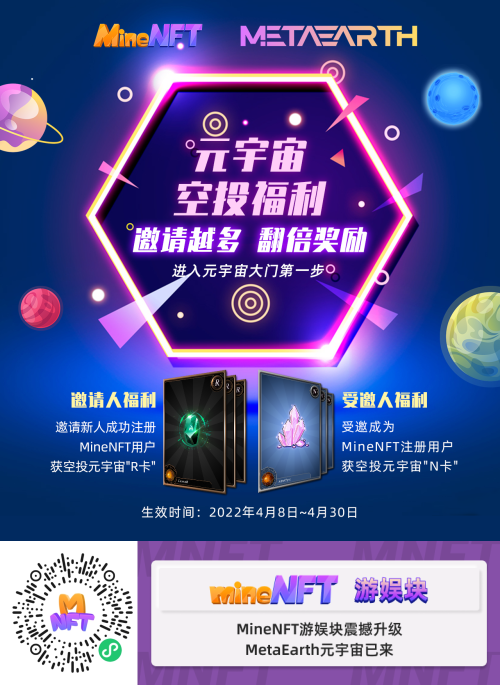 MineNFT METAEARTH
元宇宙
空投福利
邀请越多 翻倍奖励
进入元宇宙大门第一步
邀请人福利
邀请新人成功注册
MineNFT用户
获空投元宇宙"R卡"
R
R
R
N
N
受邀人福利
受邀成为
MineNFT注册用户
获空投元宇宙"N卡"
生效时间：2022年4月8日~4月30日
M
NFT
mineNFT 游娱块
MineNFT游娱块震撼升级
MetaEarth元宇宙已来